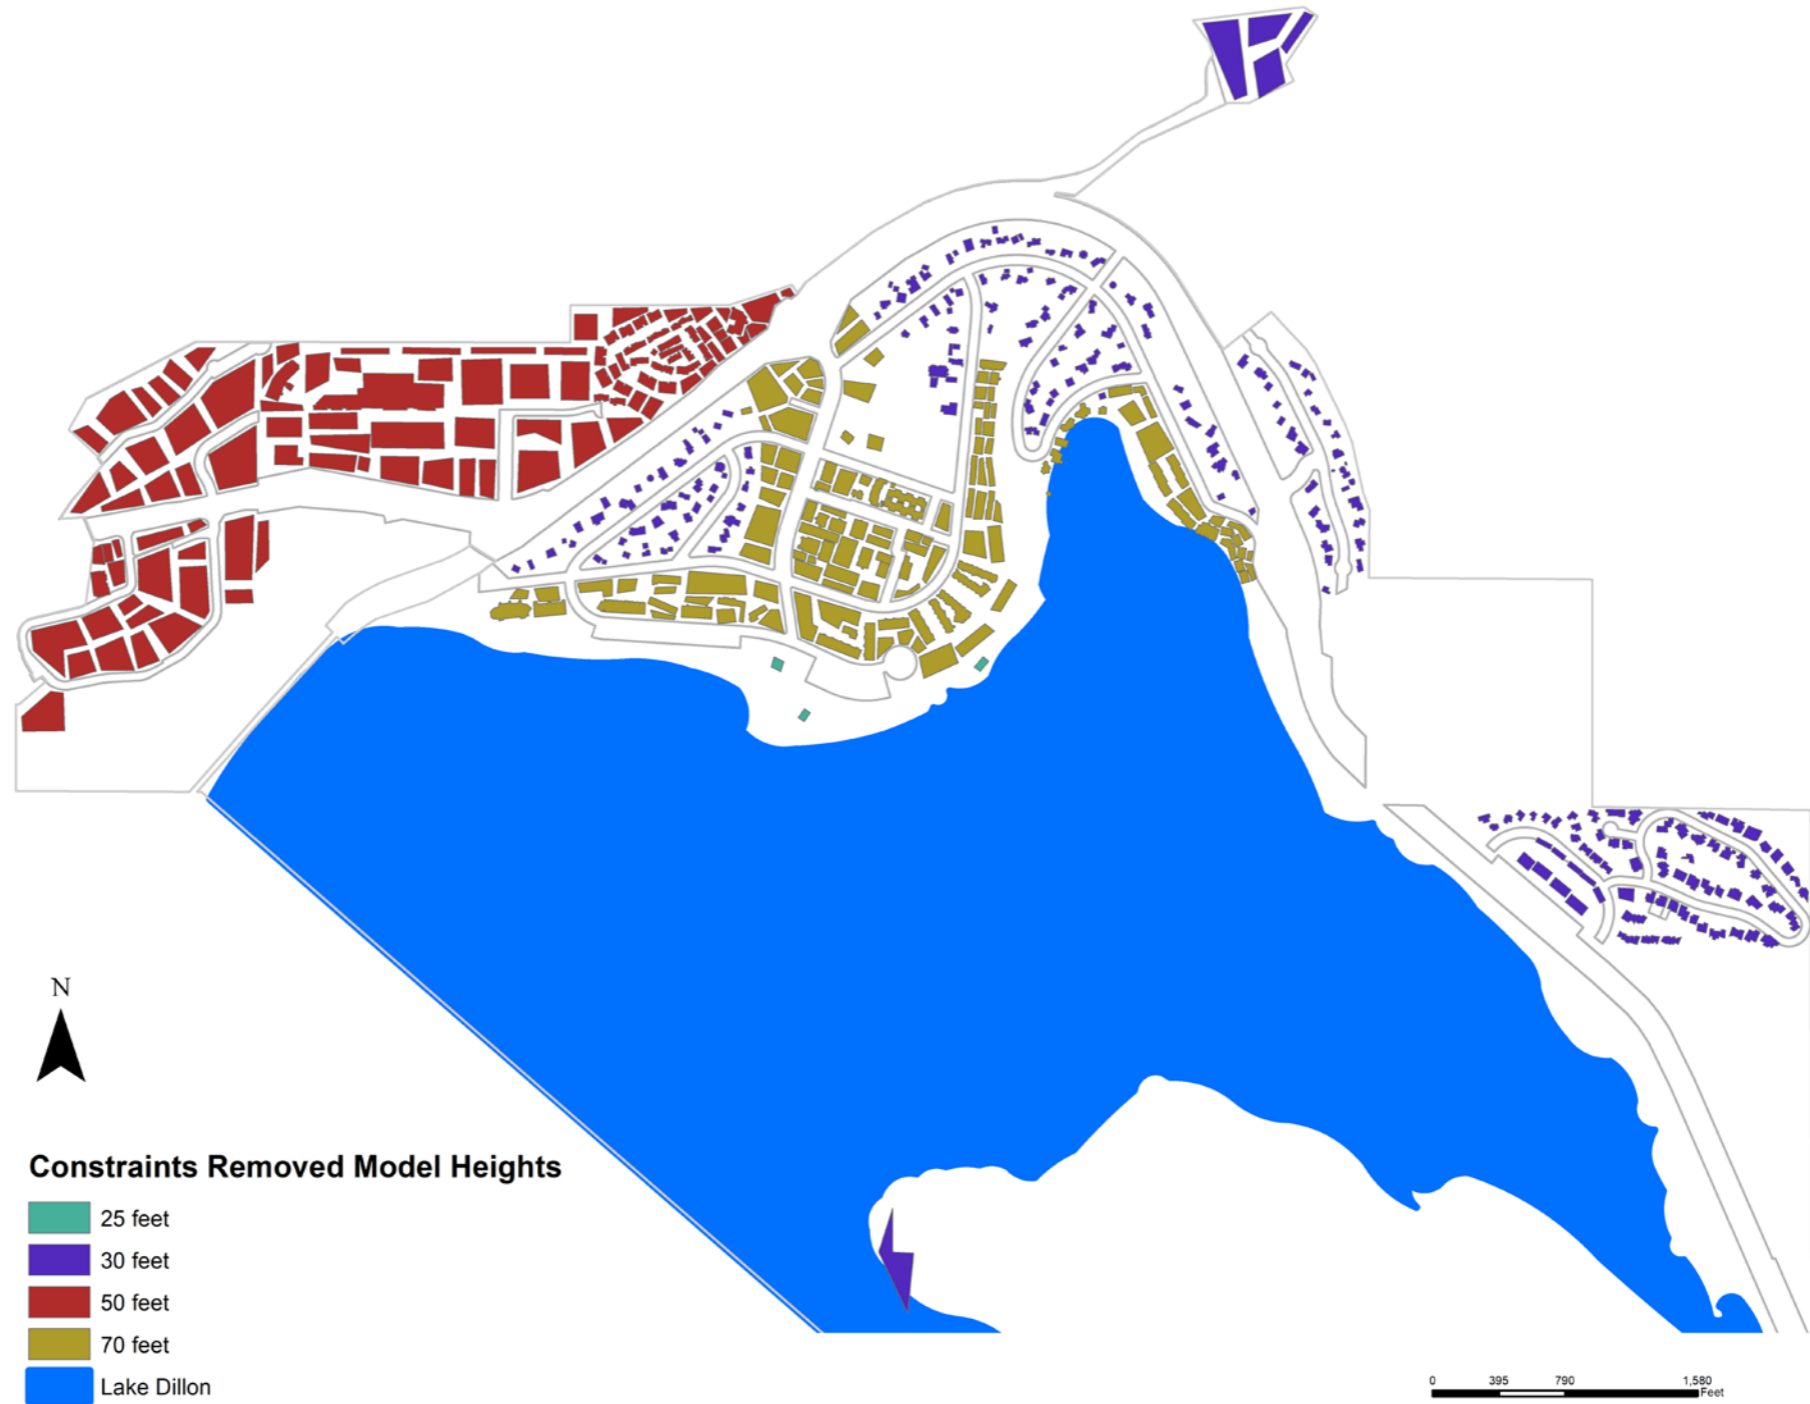 N
Constraints Removed Model Heights
25 feet
30 feet
50 feet
70 feet
Lake Dillon
0 395 790 1,580
Feet